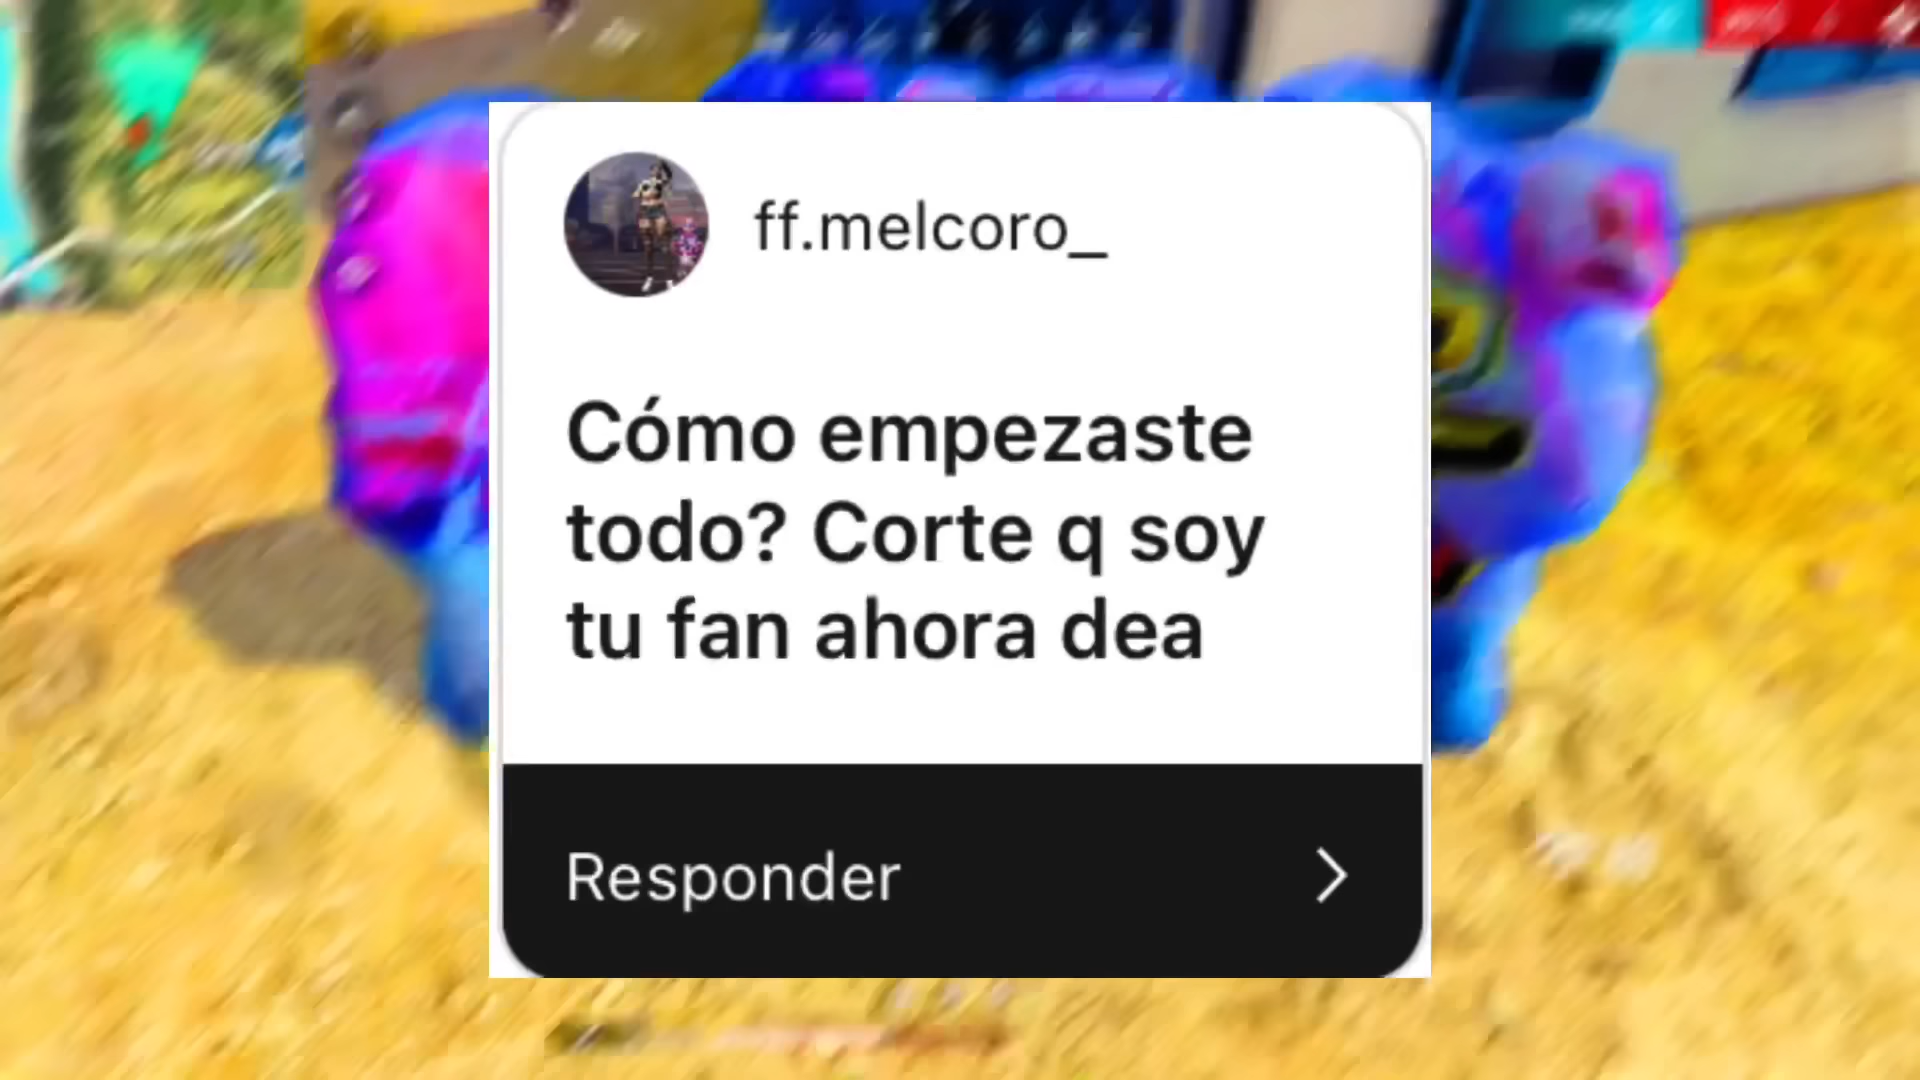 ff.melcoro_
Cómo empezaste
todo? Corte q soy
tu fan ahora dea
Responder